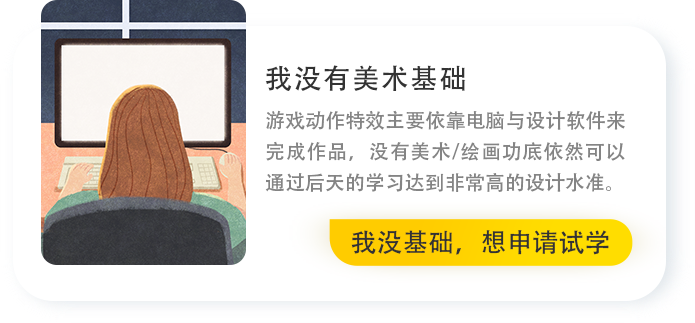 我没有美术基础
游戏动作特效主要依靠电脑与设计软件来
完成作品，没有美术/绘画功底依然可以
通过后天的学习达到非常高的设计水准。
我没基础，想申请试学